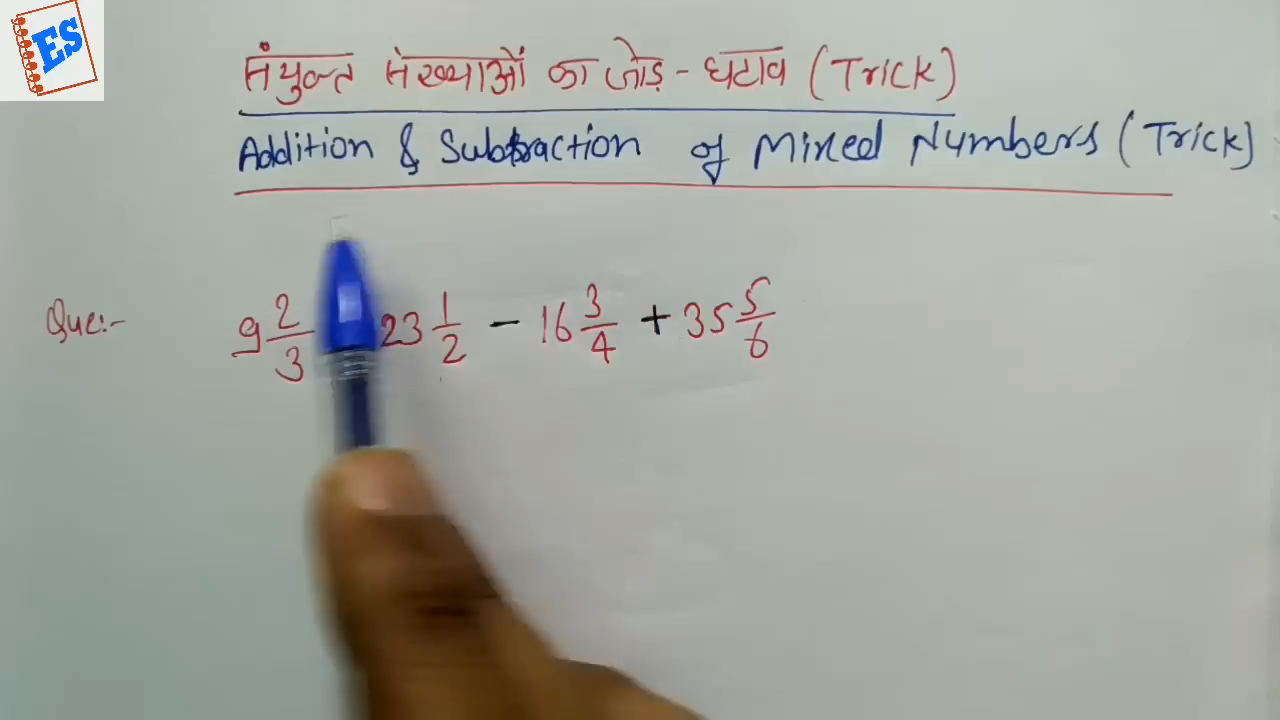 ES
संयुक्त संख्याओं का जोड़ - घटाव (Trick)
Addition & Subtraction of Mixed Numbers (Trick)
Que:- 9 2/3 23 1/2 - 16 3/4 + 35 5/6